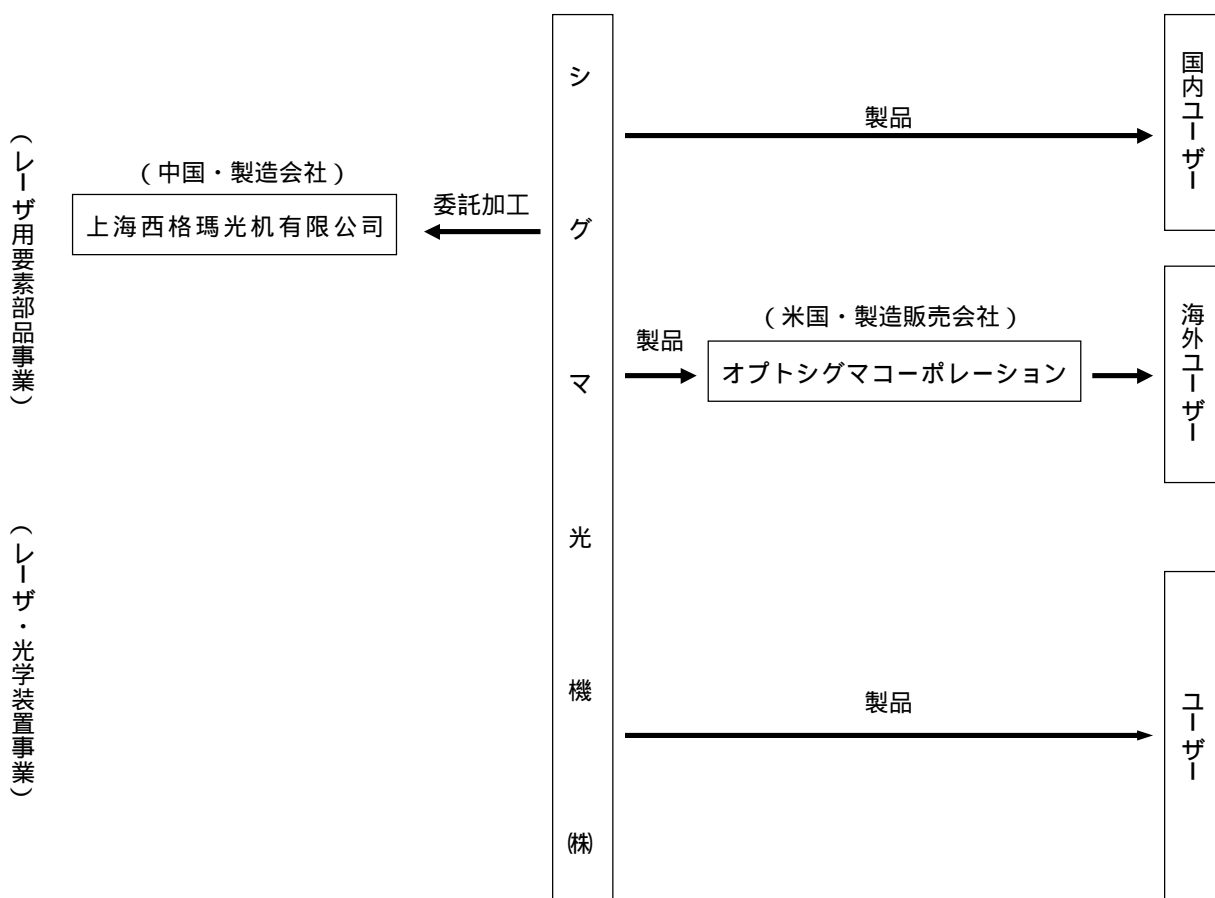 (レーザ用要素部品事業)
(中国・製造会社)
上海西格瑪光机有限公司
委託加工
シグマ光機㈱
製品
国内ユーザー
製品
(米国・製造販売会社)
オプトシグマコーポレーション
海外ユーザー
(レーザ・光学装置事業)
製品
ユーザー